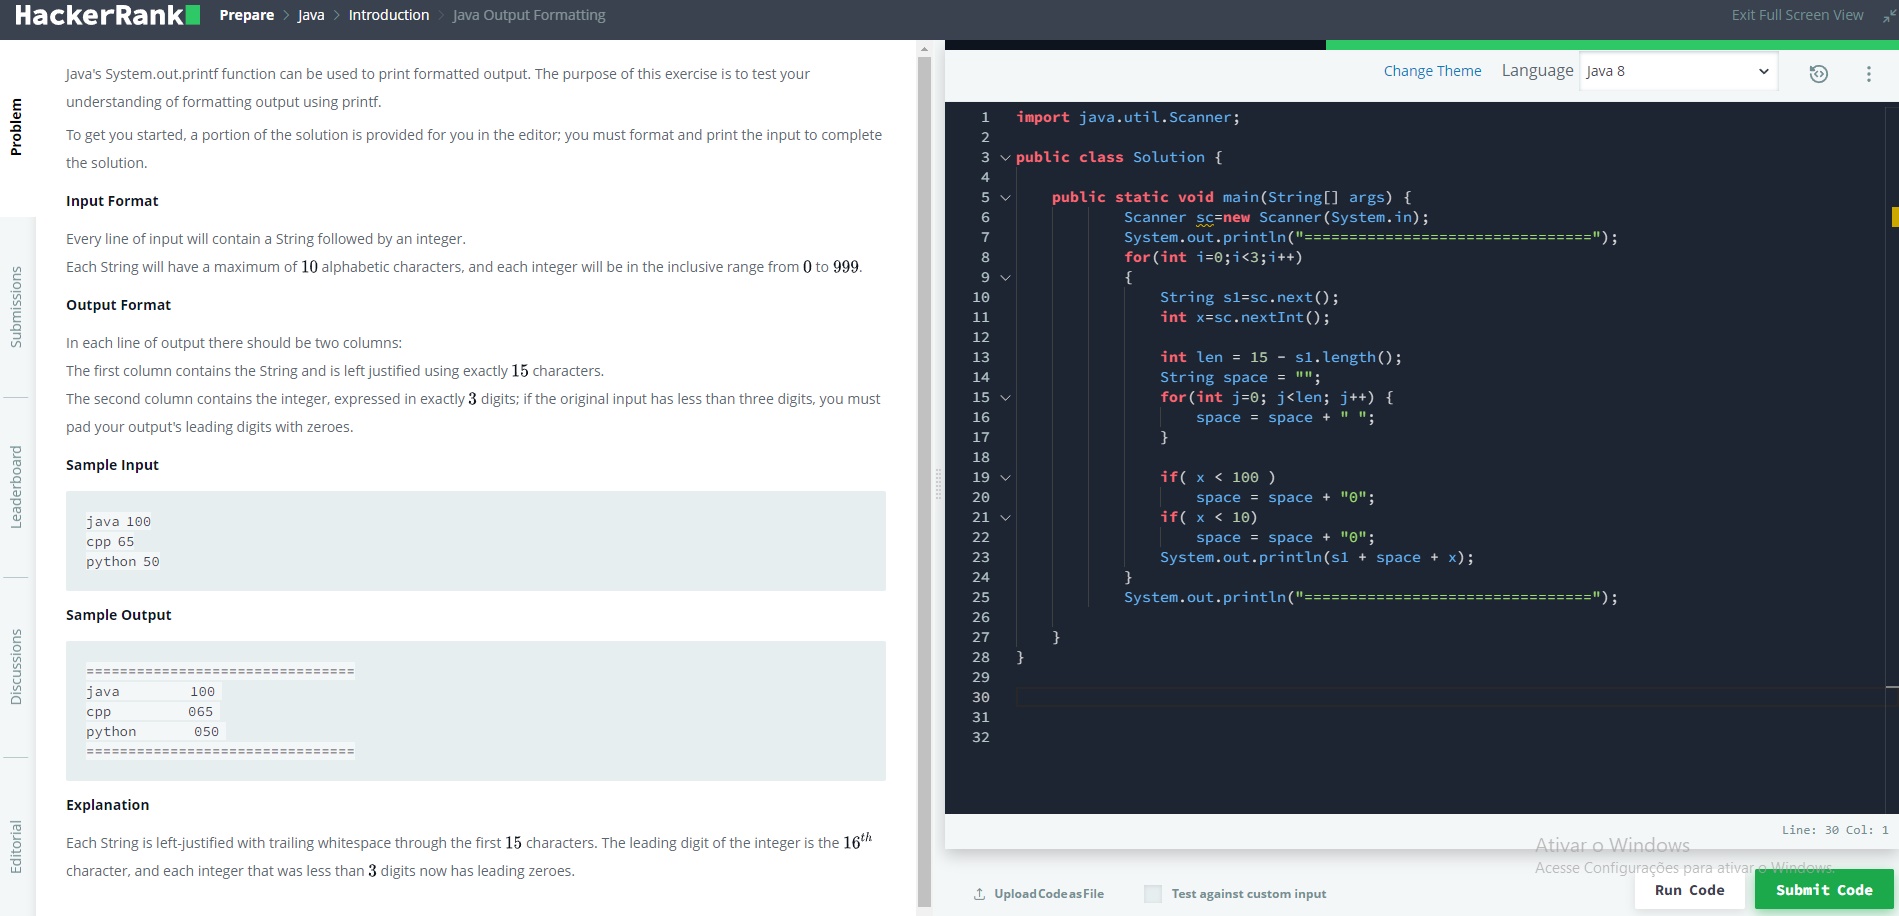 HackerRank Prepare > Java > Introduction > Java Output Formatting Exit Full Screen View
Problem
Submissions
Leaderboard
Discussions
Editorial
Java's System.out.printf function can be used to print formatted output. The purpose of this exercise is to test your
understanding of formatting output using printf.
To get you started, a portion of the solution is provided for you in the editor; you must format and print the input to complete
the solution.
Input Format
Every line of input will contain a String followed by an integer.
Each String will have a maximum of 10 alphabetic characters, and each integer will be in the inclusive range from 0 to 999.
Output Format
In each line of output there should be two columns:
The first column contains the String and is left justified using exactly 15 characters.
The second column contains the integer, expressed in exactly 3 digits; if the original input has less than three digits, you must
pad your output's leading digits with zeroes.
Sample Input
java 100
cpp 65
python 50
Sample Output
================================
java           100
cpp            065
python         050
================================
Explanation
Each String is left-justified with trailing whitespace through the first 15 characters. The leading digit of the integer is the 16th
character, and each integer that was less than 3 digits now has leading zeroes.
Change Theme Language Java 8
1 import java.util.Scanner;
2
3 public class Solution {
4
5     public static void main(String[] args) {
6             Scanner sc=new Scanner(System.in);
7             System.out.println("================================");
8             for(int i=0;i<3;i++)
9             {
10                 String s1=sc.next();
11                 int x=sc.nextInt();
12
13                 int len = 15 - s1.length();
14                 String space = "";
15                 for(int j=0; j<len; j++) {
16                     space = space + " ";
17                 }
18
19                 if( x < 100 )
20                     space = space + "0";
21                 if( x < 10)
22                     space = space + "0";
23                 System.out.println(s1 + space + x);
24             }
25             System.out.println("================================");
26
27     }
28 }
29
30
31
32
Line: 30 Col: 1
Ativar o Windows
Acesse Configurações para ativar o Windows.
Upload Code as File Test against custom input Run Code Submit Code